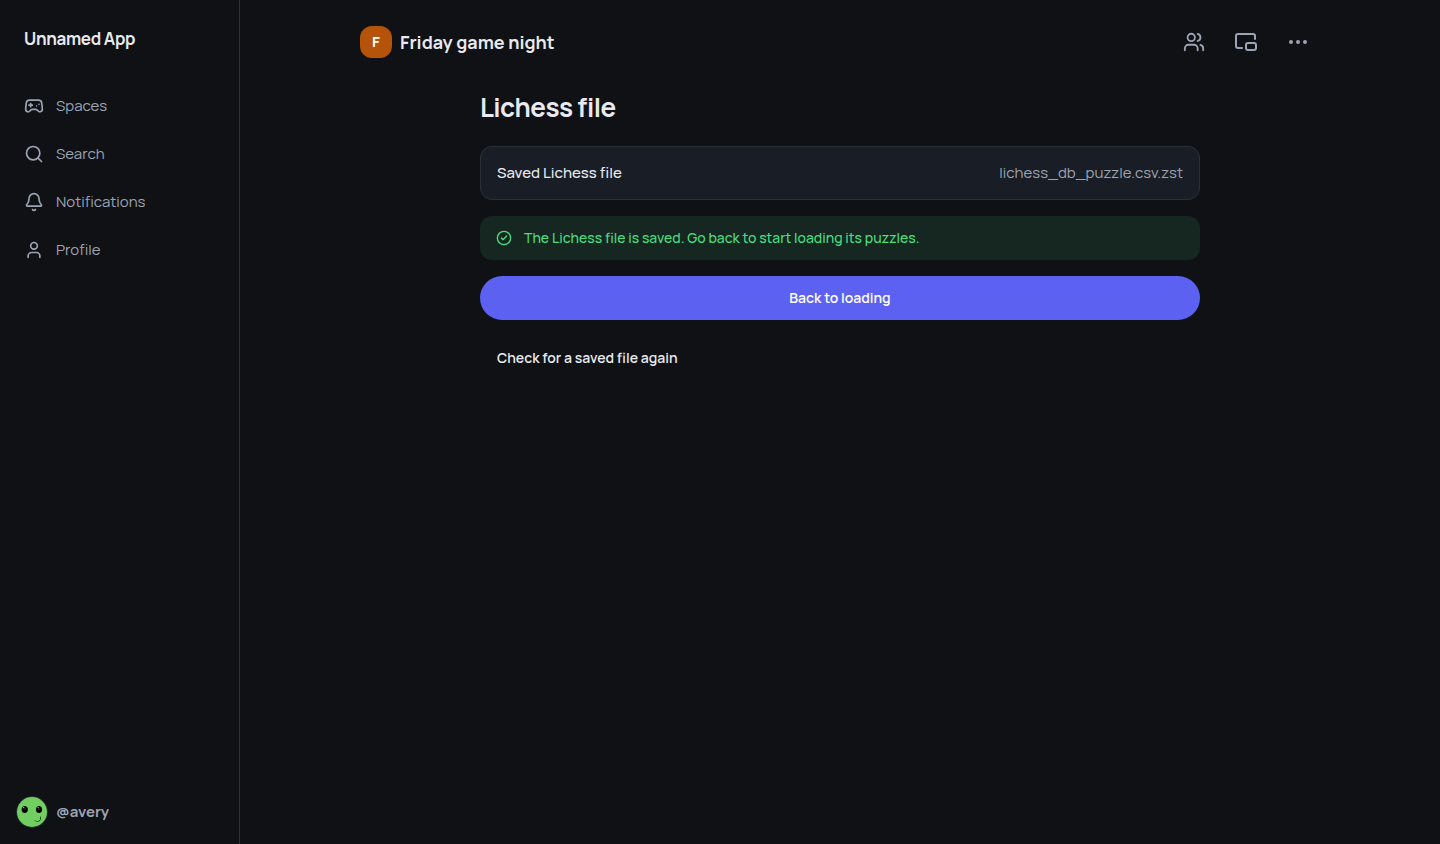 Unnamed App
Spaces
Search
Notifications
Profile
@avery
F
Friday game night
Lichess file
Saved Lichess file
lichess_db_puzzle.csv.zst
The Lichess file is saved. Go back to start loading its puzzles.
Back to loading
Check for a saved file again